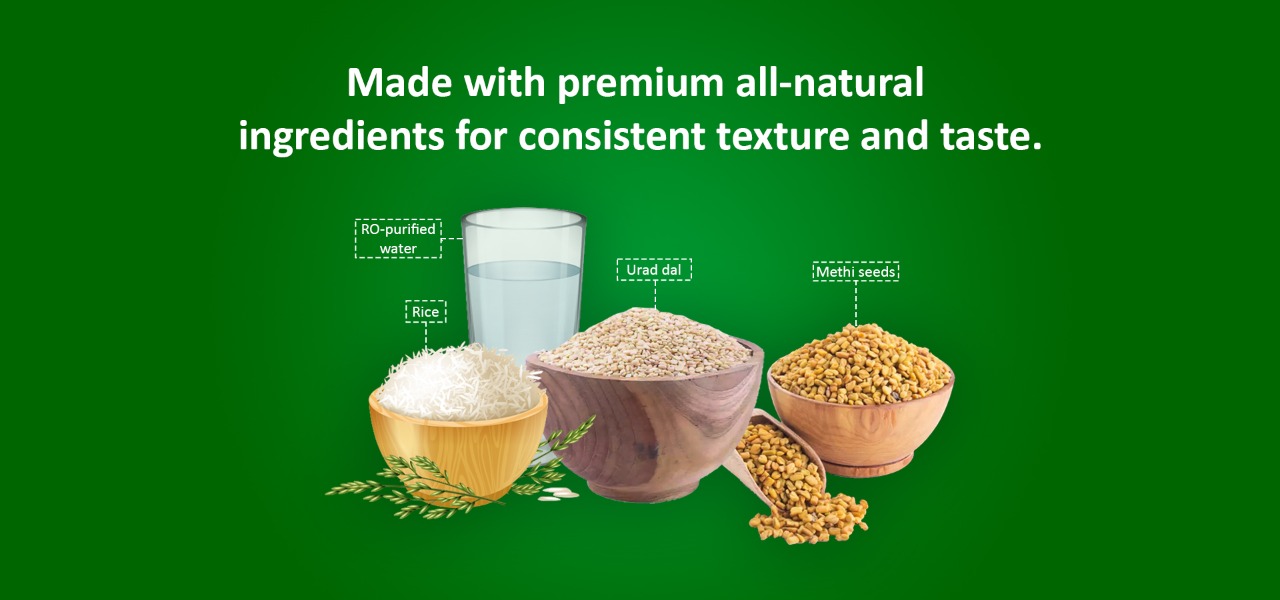 Made with premium all-natural
ingredients for consistent texture and taste.
RO-purified
water
Urad dal
Methi seeds
Rice